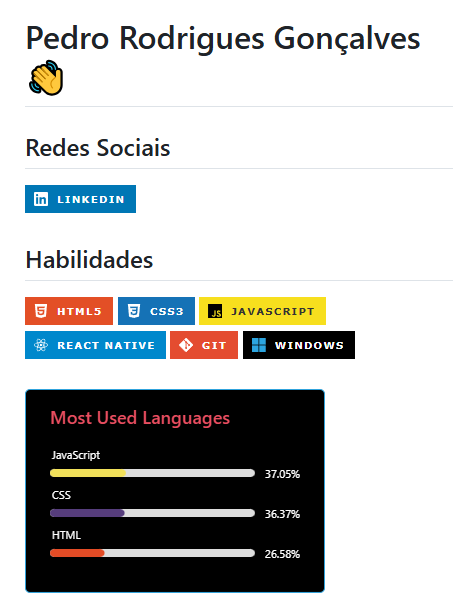 Pedro Rodrigues Gonçalves
Redes Sociais
LINKEDIN
Habilidades
HTML5 CSS3 JAVASCRIPT
REACT NATIVE GIT WINDOWS
Most Used Languages
JavaScript
37.05%
CSS
36.37%
HTML
26.58%